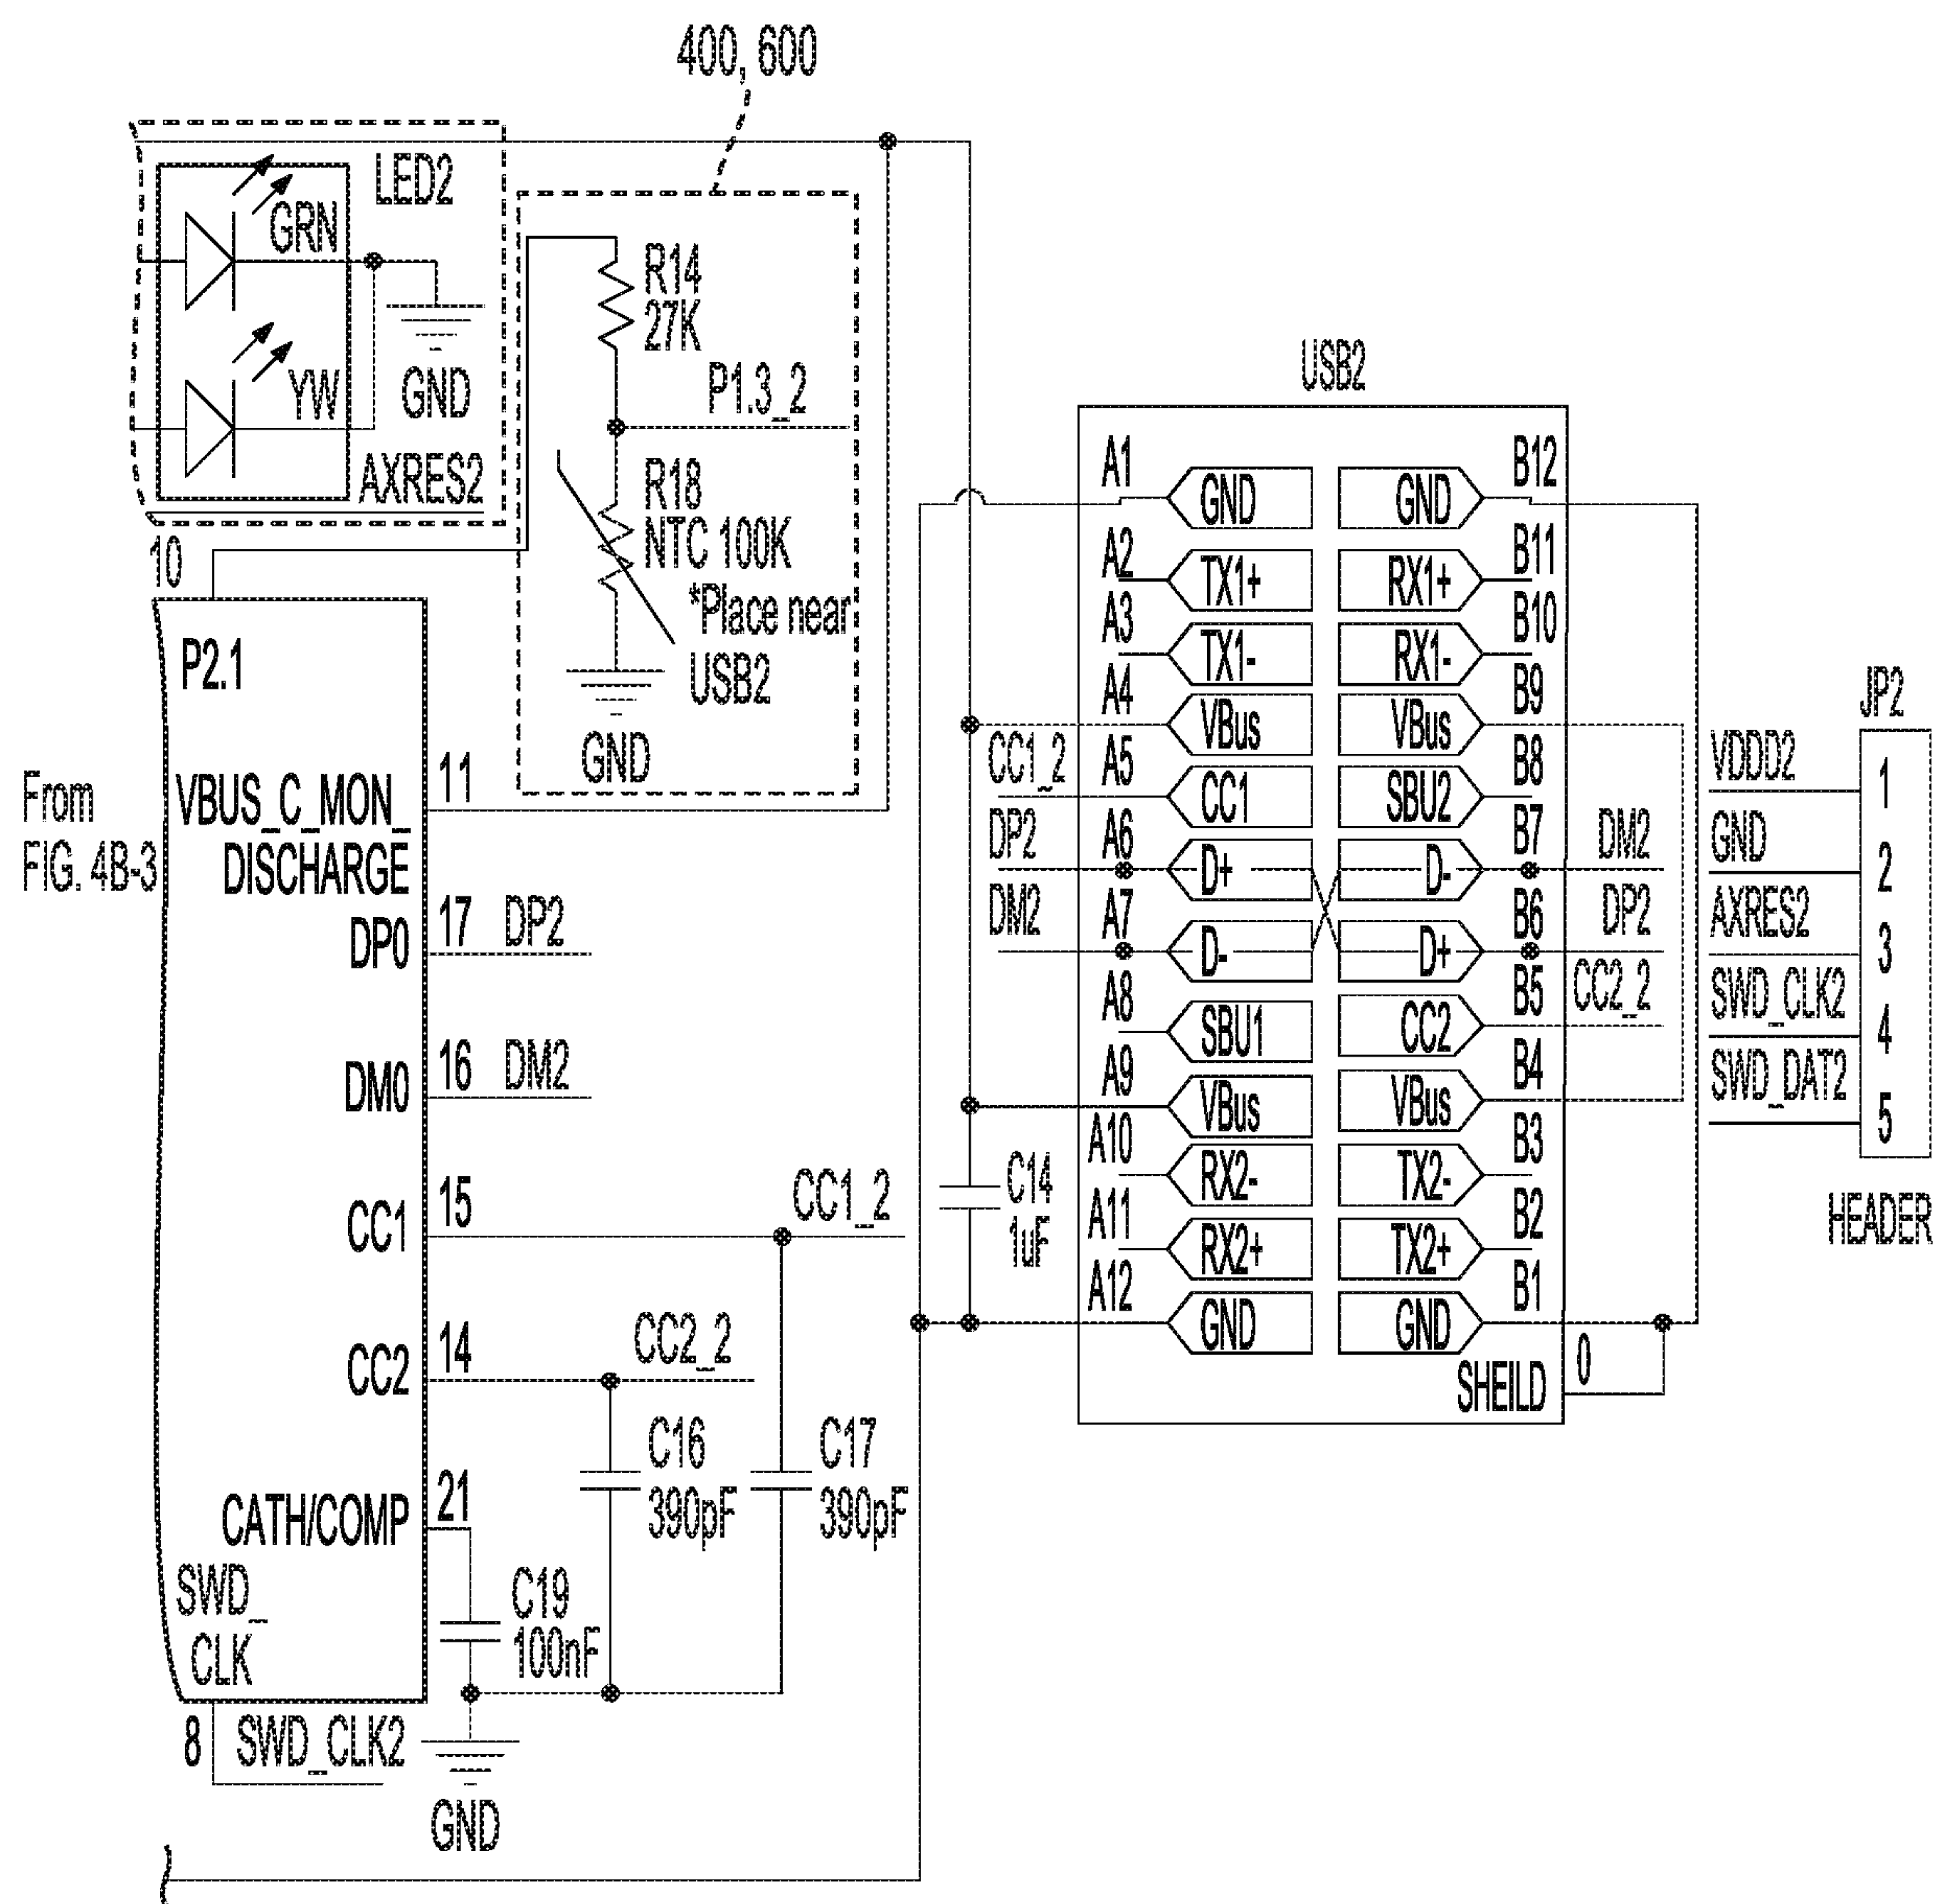 400, 600
LED2
GRN
YW
GND
AXRES2
R14
27K
P1.3_2
R18
NTC 100K
*Place near
USB2
GND
10
P2.1
From
FIG. 4B-3
VBUS_C_MON_
DISCHARGE
11
DP0
17
DP2
DM0
16
DM2
CC1
15
CC1_2
CC2
14
CC2_2
CATH/COMP
21
SWD_
CLK
8
SWD_CLK2
C19
100nF
C16
390pF
C17
390pF
GND
C14
1uF
USB2
A1
GND
GND
B12
A2
TX1+
RX1+
B11
A3
TX1-
RX1-
B10
A4
VBus
VBus
B9
CC1_2
A5
CC1
SBU2
B8
DP2
A6
D+
D-
B7
DM2
DM2
A7
D-
D+
B6
DP2
A8
SBU1
CC2
B5
CC2_2
A9
VBus
VBus
B4
A10
RX2-
TX2-
B3
A11
RX2+
TX2+
B2
A12
GND
GND
B1
SHEILD
0
JP2
VDDD2
1
GND
2
AXRES2
3
SWD_CLK2
4
SWD_DAT2
5
HEADER